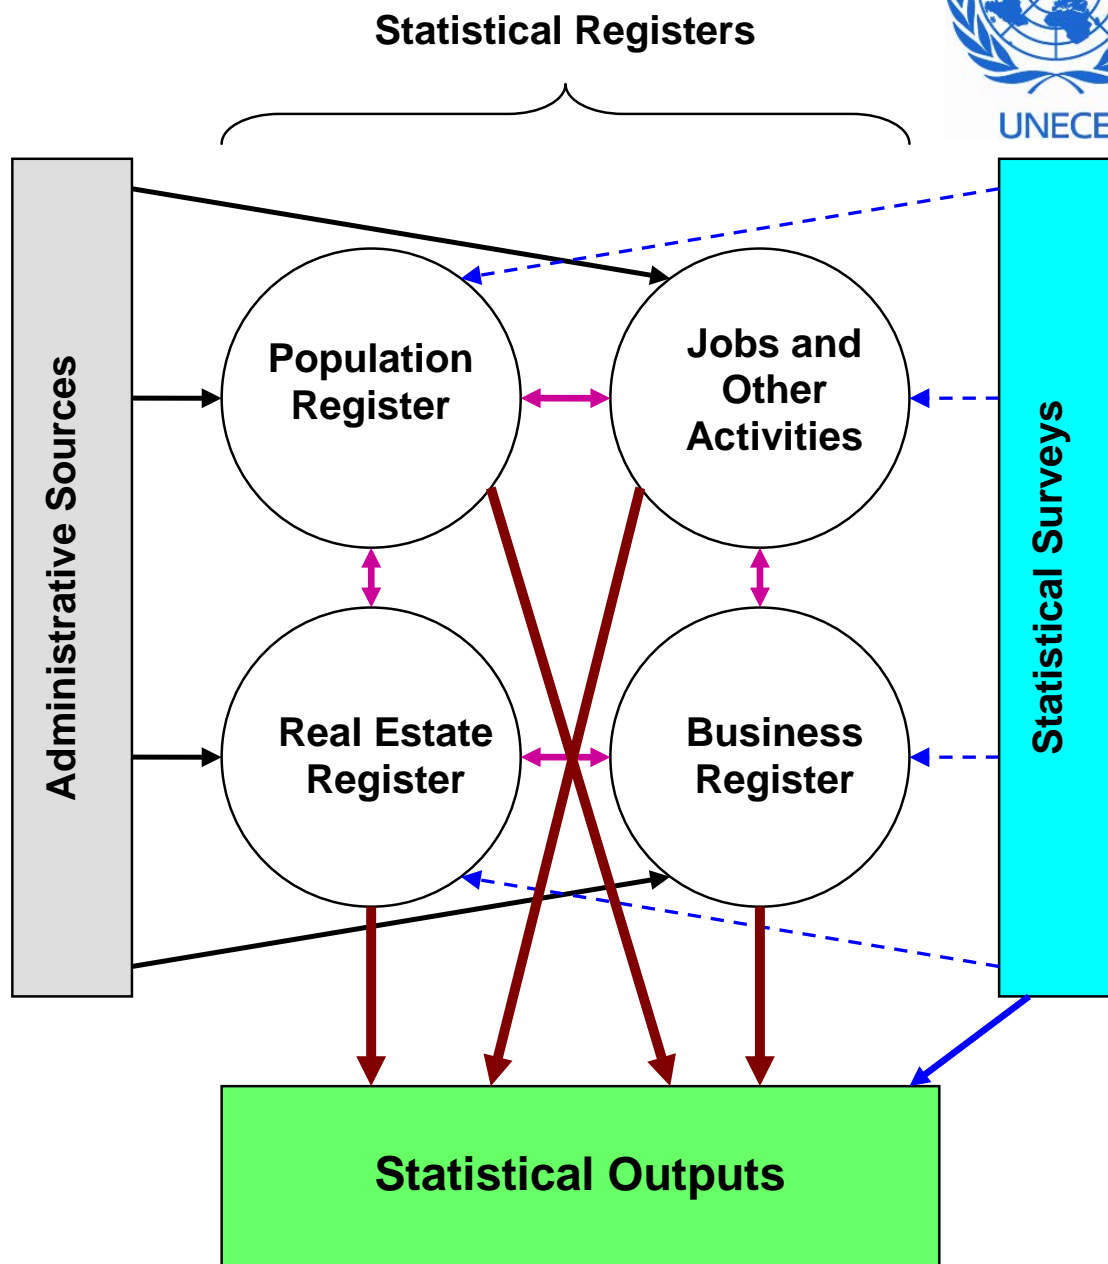 Statistical Registers
UNECE
Administrative Sources
Population
Register
Jobs and
Other
Activities
Statistical Surveys
Real Estate
Register
Business
Register
Statistical Outputs